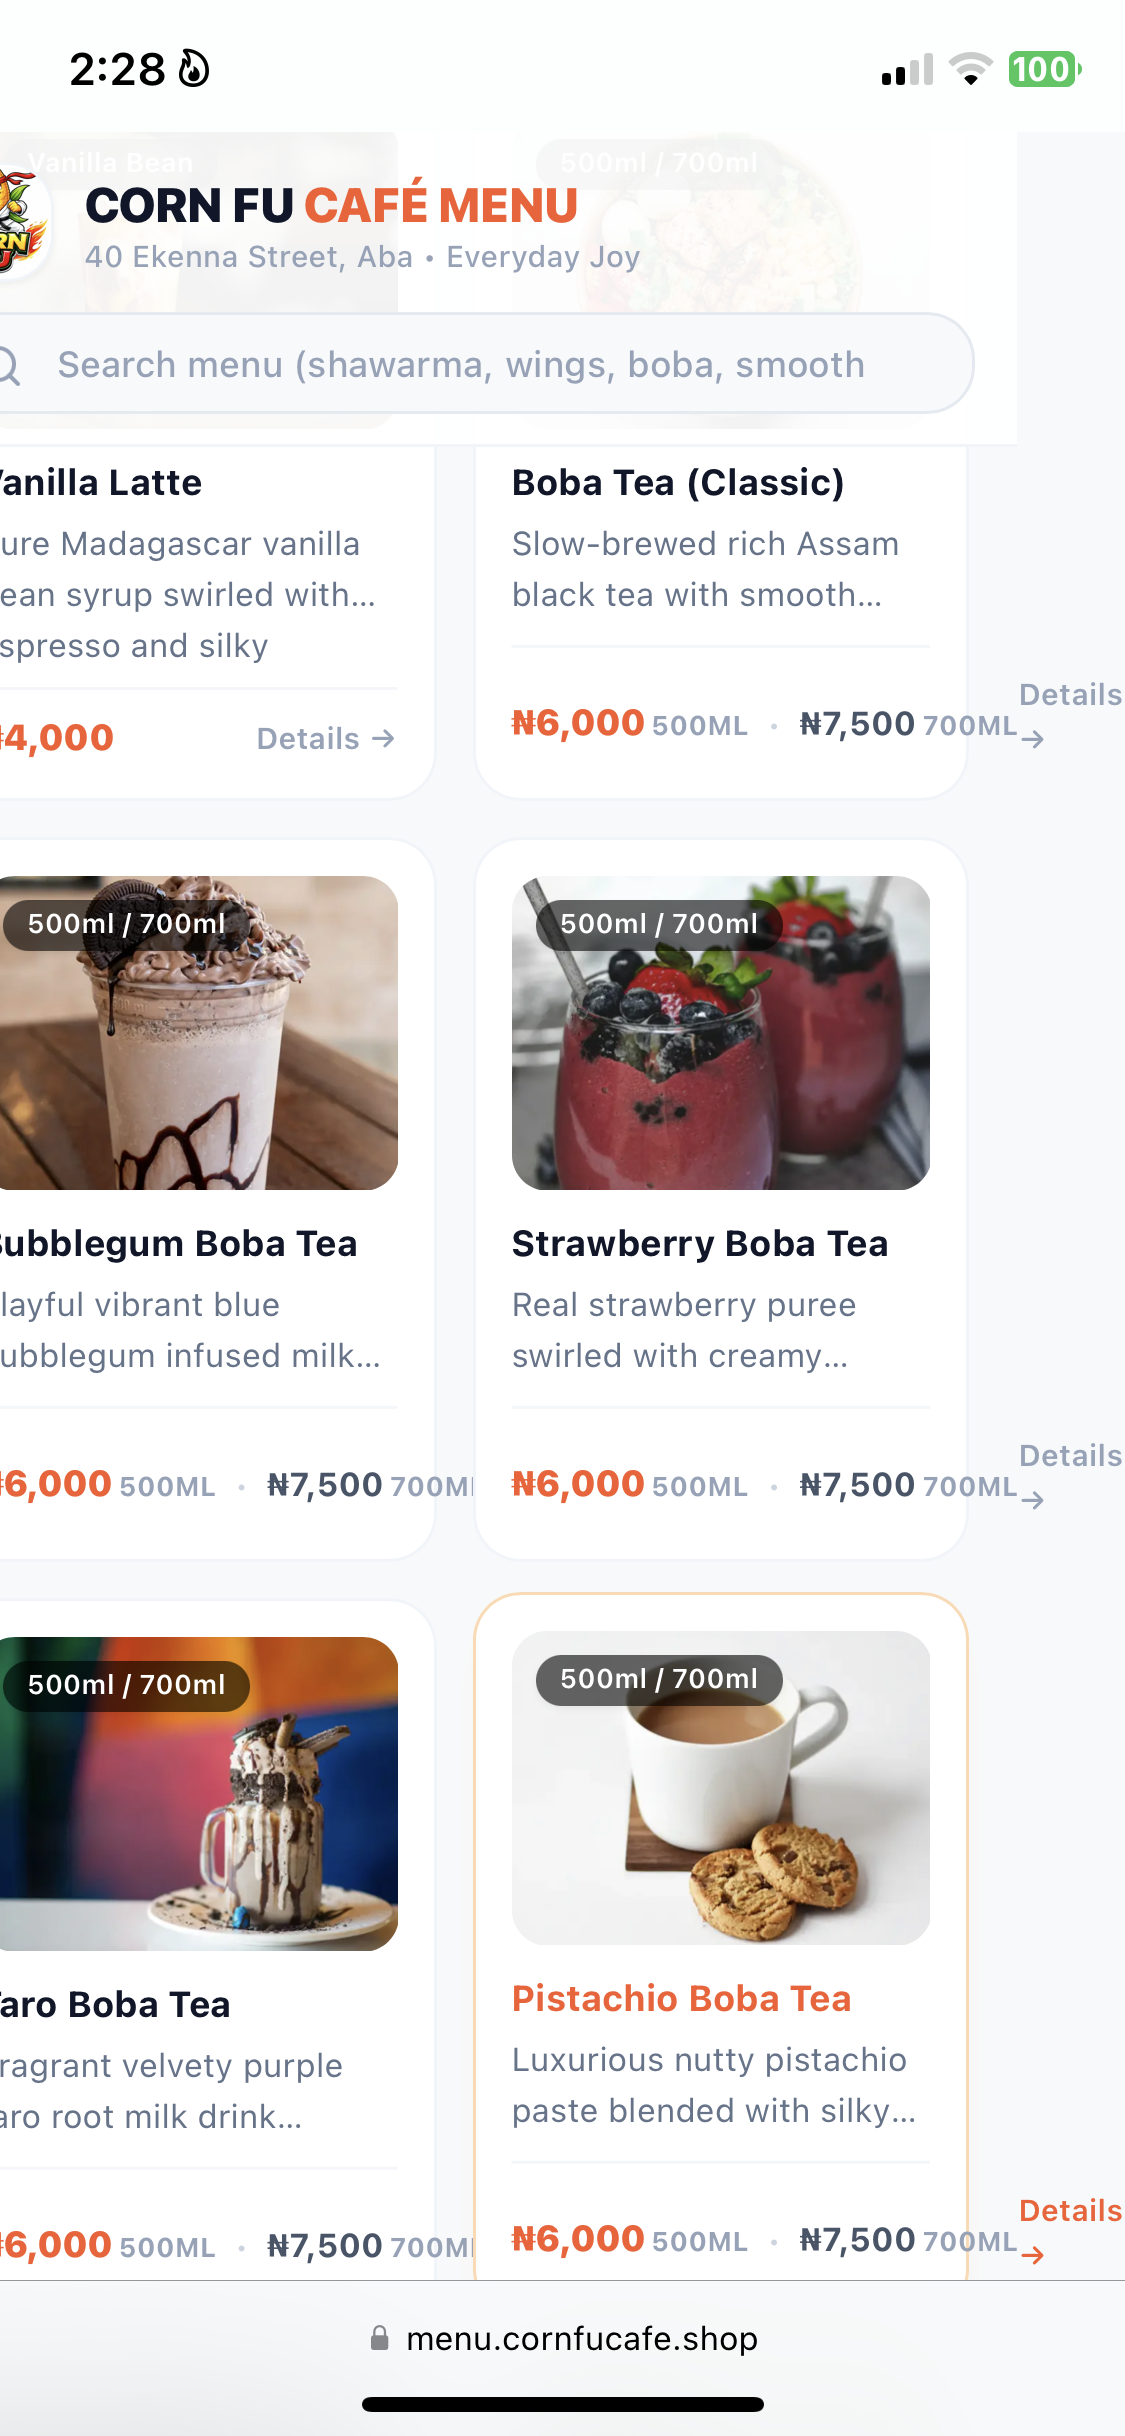 2:28
100
Vanilla Bean
500ml / 700ml
CORN FU CAFÉ MENU
40 Ekenna Street, Aba • Everyday Joy
Search menu (shawarma, wings, boba, smooth
anilla Latte
ure Madagascar vanilla
ean syrup swirled with...
spresso and silky
₦4,000
Details →
Boba Tea (Classic)
Slow-brewed rich Assam
black tea with smooth...
₦6,000 500ML • ₦7,500 700ML
Details
→
500ml / 700ml
ubblegum Boba Tea
layful vibrant blue
ubblegum infused milk...
₦6,000 500ML • ₦7,500 700M
500ml / 700ml
Strawberry Boba Tea
Real strawberry puree
swirled with creamy...
₦6,000 500ML • ₦7,500 700ML
Details
→
500ml / 700ml
aro Boba Tea
ragrant velvety purple
aro root milk drink...
₦6,000 500ML • ₦7,500 700M
500ml / 700ml
Pistachio Boba Tea
Luxurious nutty pistachio
paste blended with silky...
₦6,000 500ML • ₦7,500 700ML
Details
→
menu.cornfucafe.shop